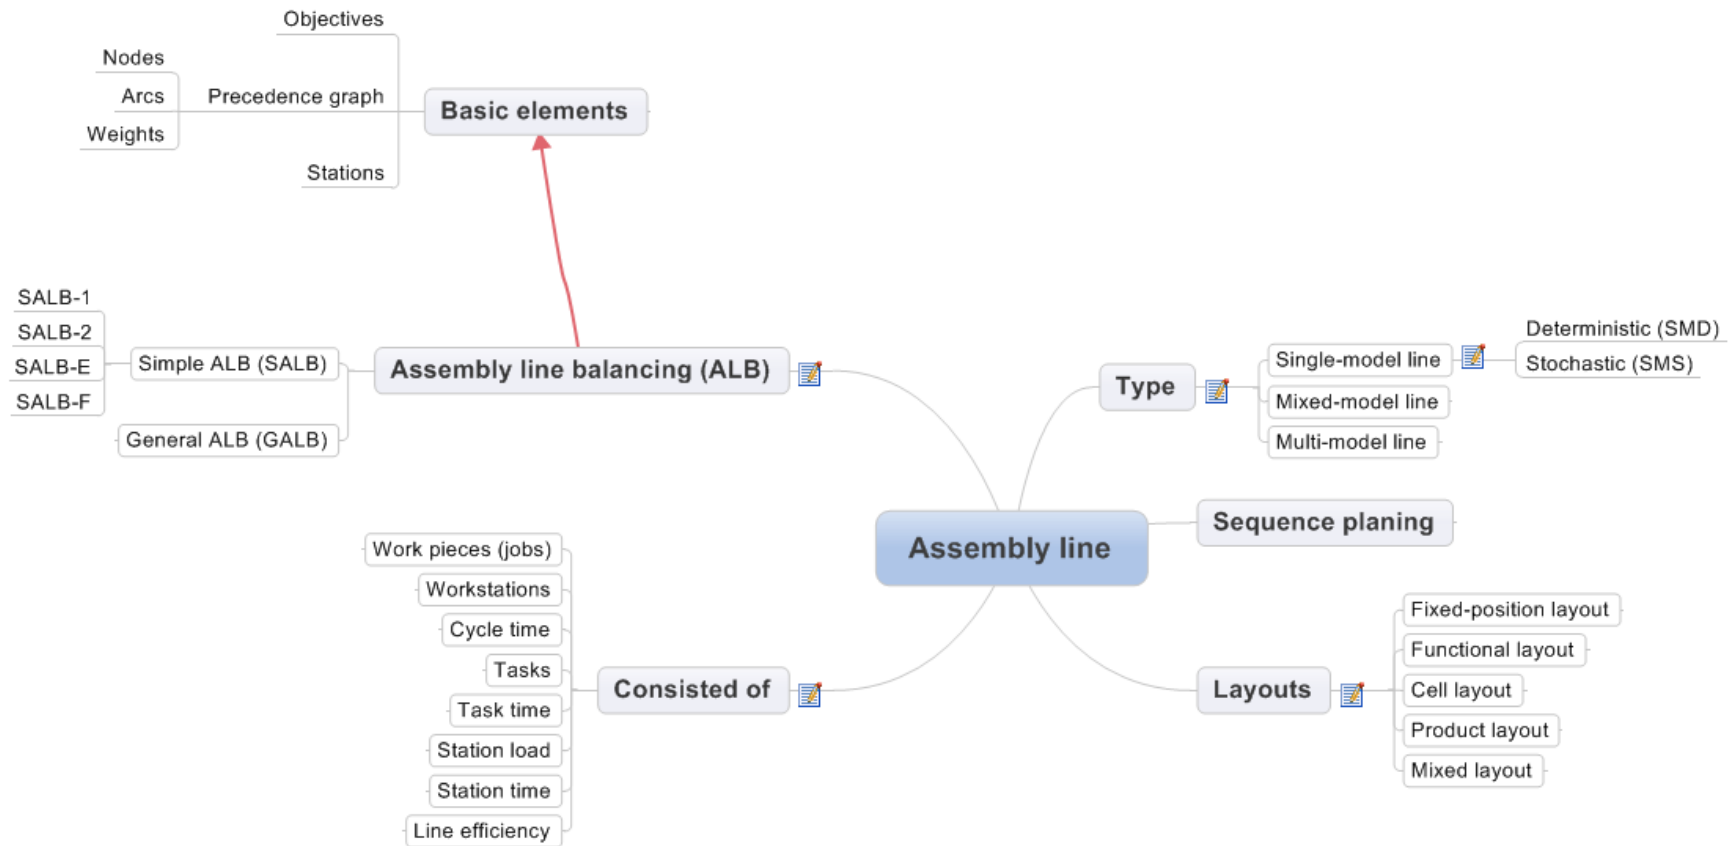 Objectives
Nodes
Arcs
Weights
Precedence graph
Stations
Basic elements
SALB-1
SALB-2
SALB-E
SALB-F
Simple ALB (SALB)
General ALB (GALB)
Assembly line balancing (ALB)
Type
Single-model line
Mixed-model line
Multi-model line
Deterministic (SMD)
Stochastic (SMS)
Assembly line
Sequence planing
Work pieces (jobs)
Workstations
Cycle time
Tasks
Task time
Station load
Station time
Line efficiency
Consisted of
Layouts
Fixed-position layout
Functional layout
Cell layout
Product layout
Mixed layout